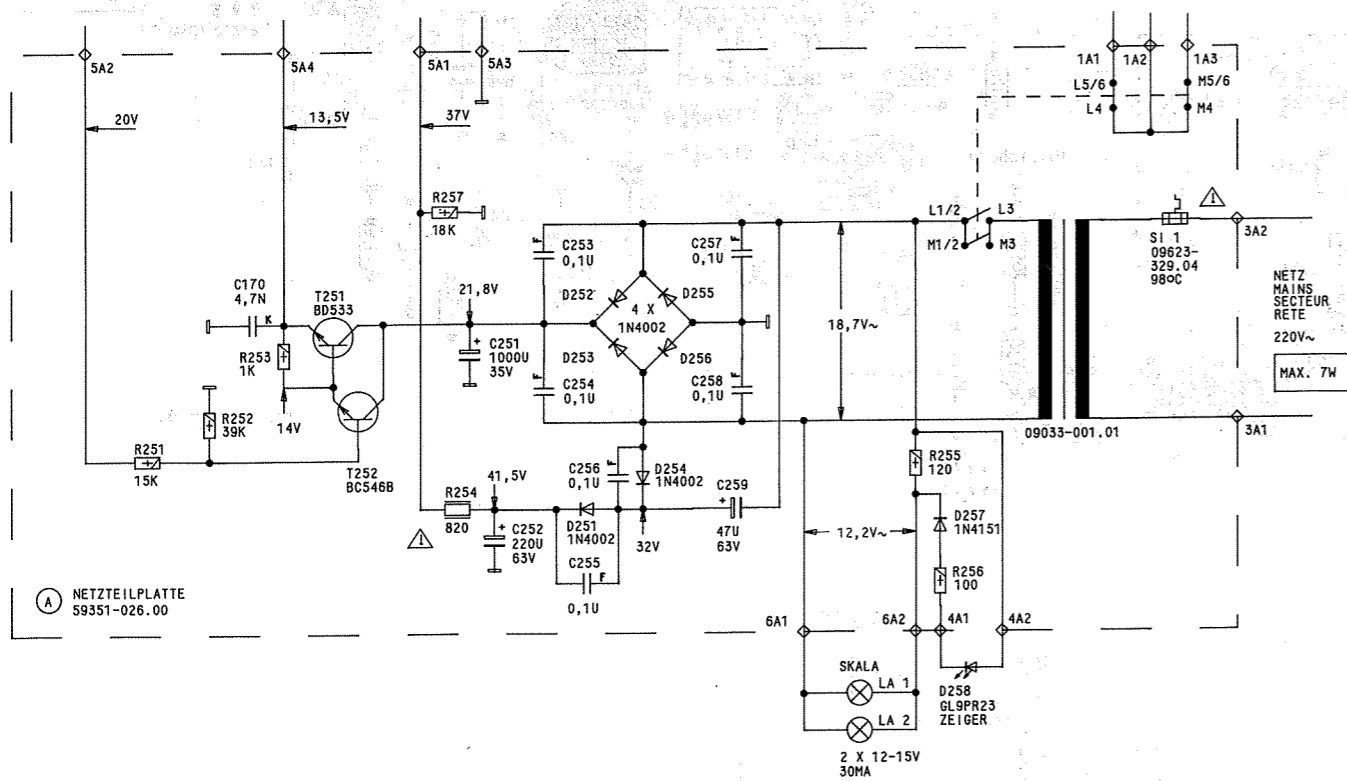 5A2
5A4
5A1
5A3
1A1
1A2
1A3
L5/6
M5/6
L4
M4
20V
13,5V
37V
R257
18K
L1/2
L3
M1/2
M3
SI 1
09623-
329.04
98ºC
3A2
NETZ
MAINS
SECTEUR
RETE
220V~
MAX. 7W
C170
4,7N
K
T251
BD533
21,8V
C253
0,1U
F
C257
0,1U
F
D252
D255
4 X
1N4002
D253
D256
18,7V~
R253
1K
+
C251
1000U
35V
C254
0,1U
F
C258
0,1U
F
R252
39K
14V
09033-001.01
3A1
R251
15K
T252
BC546B
R254
820
41,5V
+
C252
220U
63V
C256
0,1U
F
D254
1N4002
D251
1N4002
C259
+
47U
63V
32V
C255
F
0,1U
R255
120
12,2V~
D257
1N4151
R256
100
A
NETZTEILPLATTE
59351-026.00
6A1
6A2
4A1
4A2
SKALA
LA 1
LA 2
2 X 12-15V
30MA
D258
GL9PR23
ZEIGER